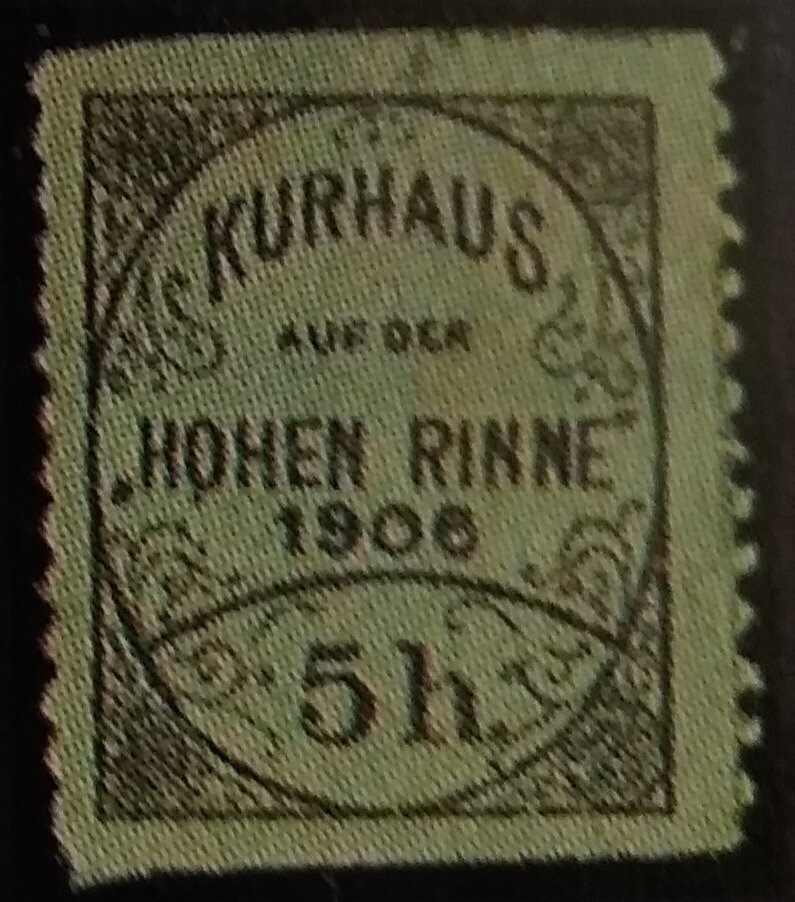 KURHAUS
AUF DER
HOHEN RINNE
1906
5h.